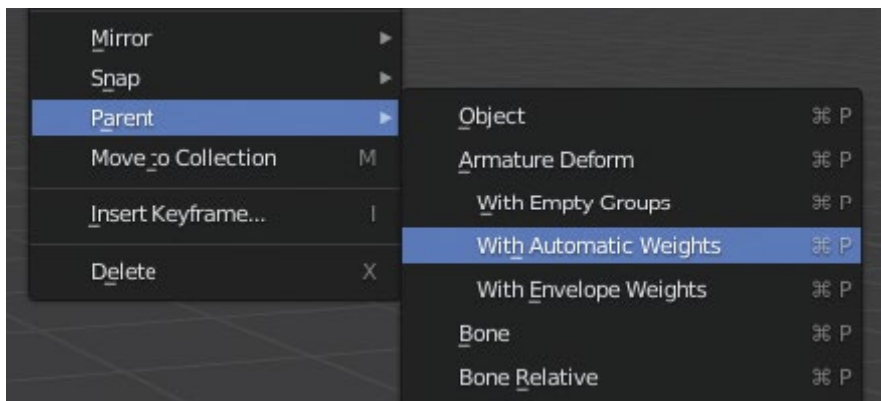 Mirror
Snap
Parent
Move to Collection M
Insert Keyframe... I
Delete X
Object ⌘ P
Armature Deform ⌘ P
With Empty Groups ⌘ P
With Automatic Weights ⌘ P
With Envelope Weights ⌘ P
Bone ⌘ P
Bone Relative ⌘ P